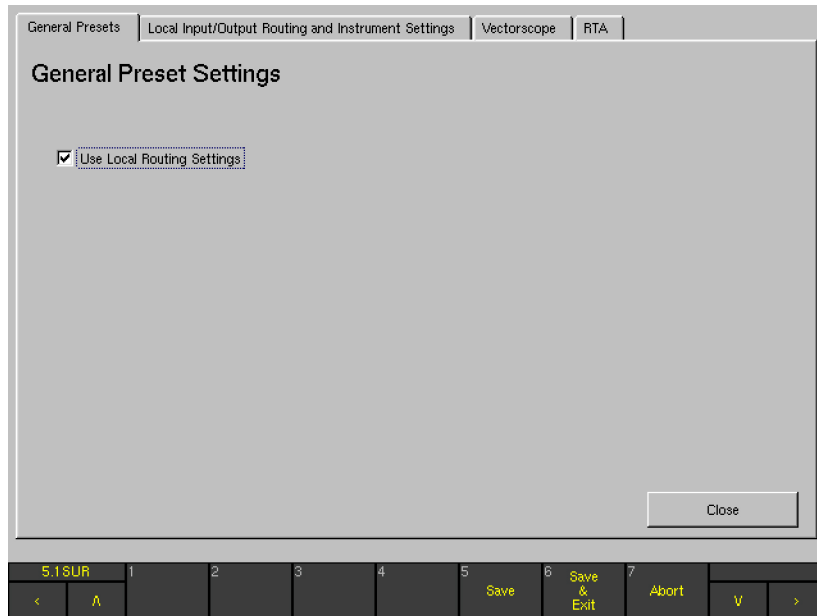 General Presets
Local Input/Output Routing and Instrument Settings
Vectorscope
RTA
General Preset Settings
Use Local Routing Settings
Close
5.1SUR
1
2
3
4
5
Save
6
Save
&
Exit
7
Abort
<
Λ
V
>